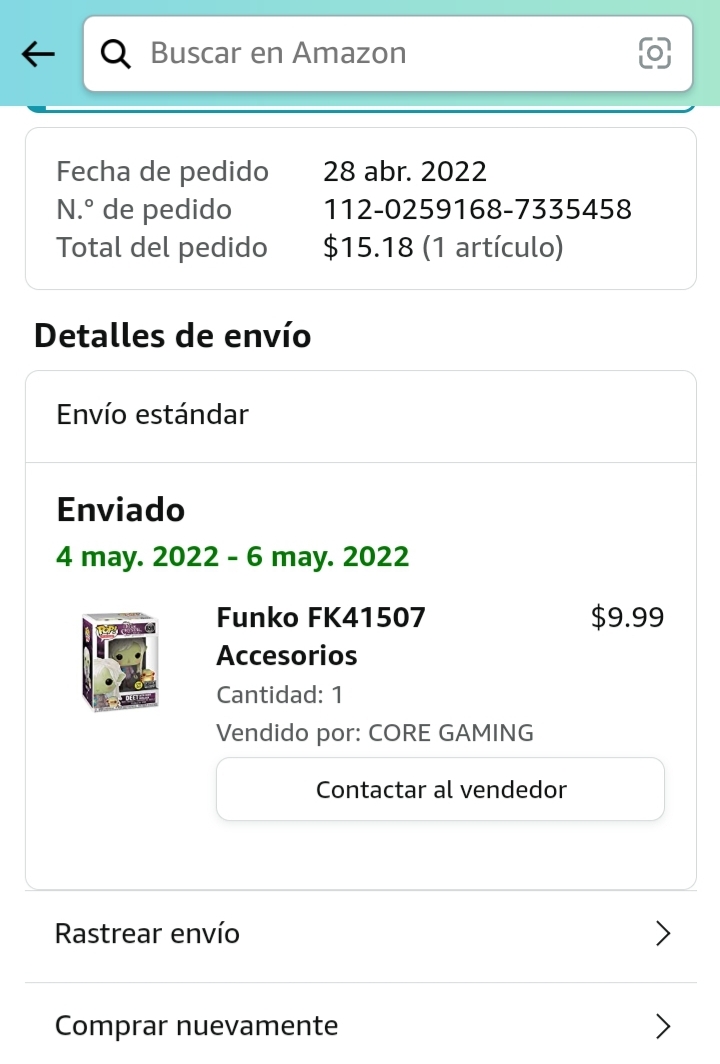 Buscar en Amazon
Fecha de pedido 28 abr. 2022
N.° de pedido 112-0259168-7335458
Total del pedido $15.18 (1 artículo)
Detalles de envío
Envío estándar
Enviado
4 may. 2022 - 6 may. 2022
Funko FK41507 $9.99
Accesorios
Cantidad: 1
Vendido por: CORE GAMING
Contactar al vendedor
POP!
DEET
Rastrear envío
Comprar nuevamente